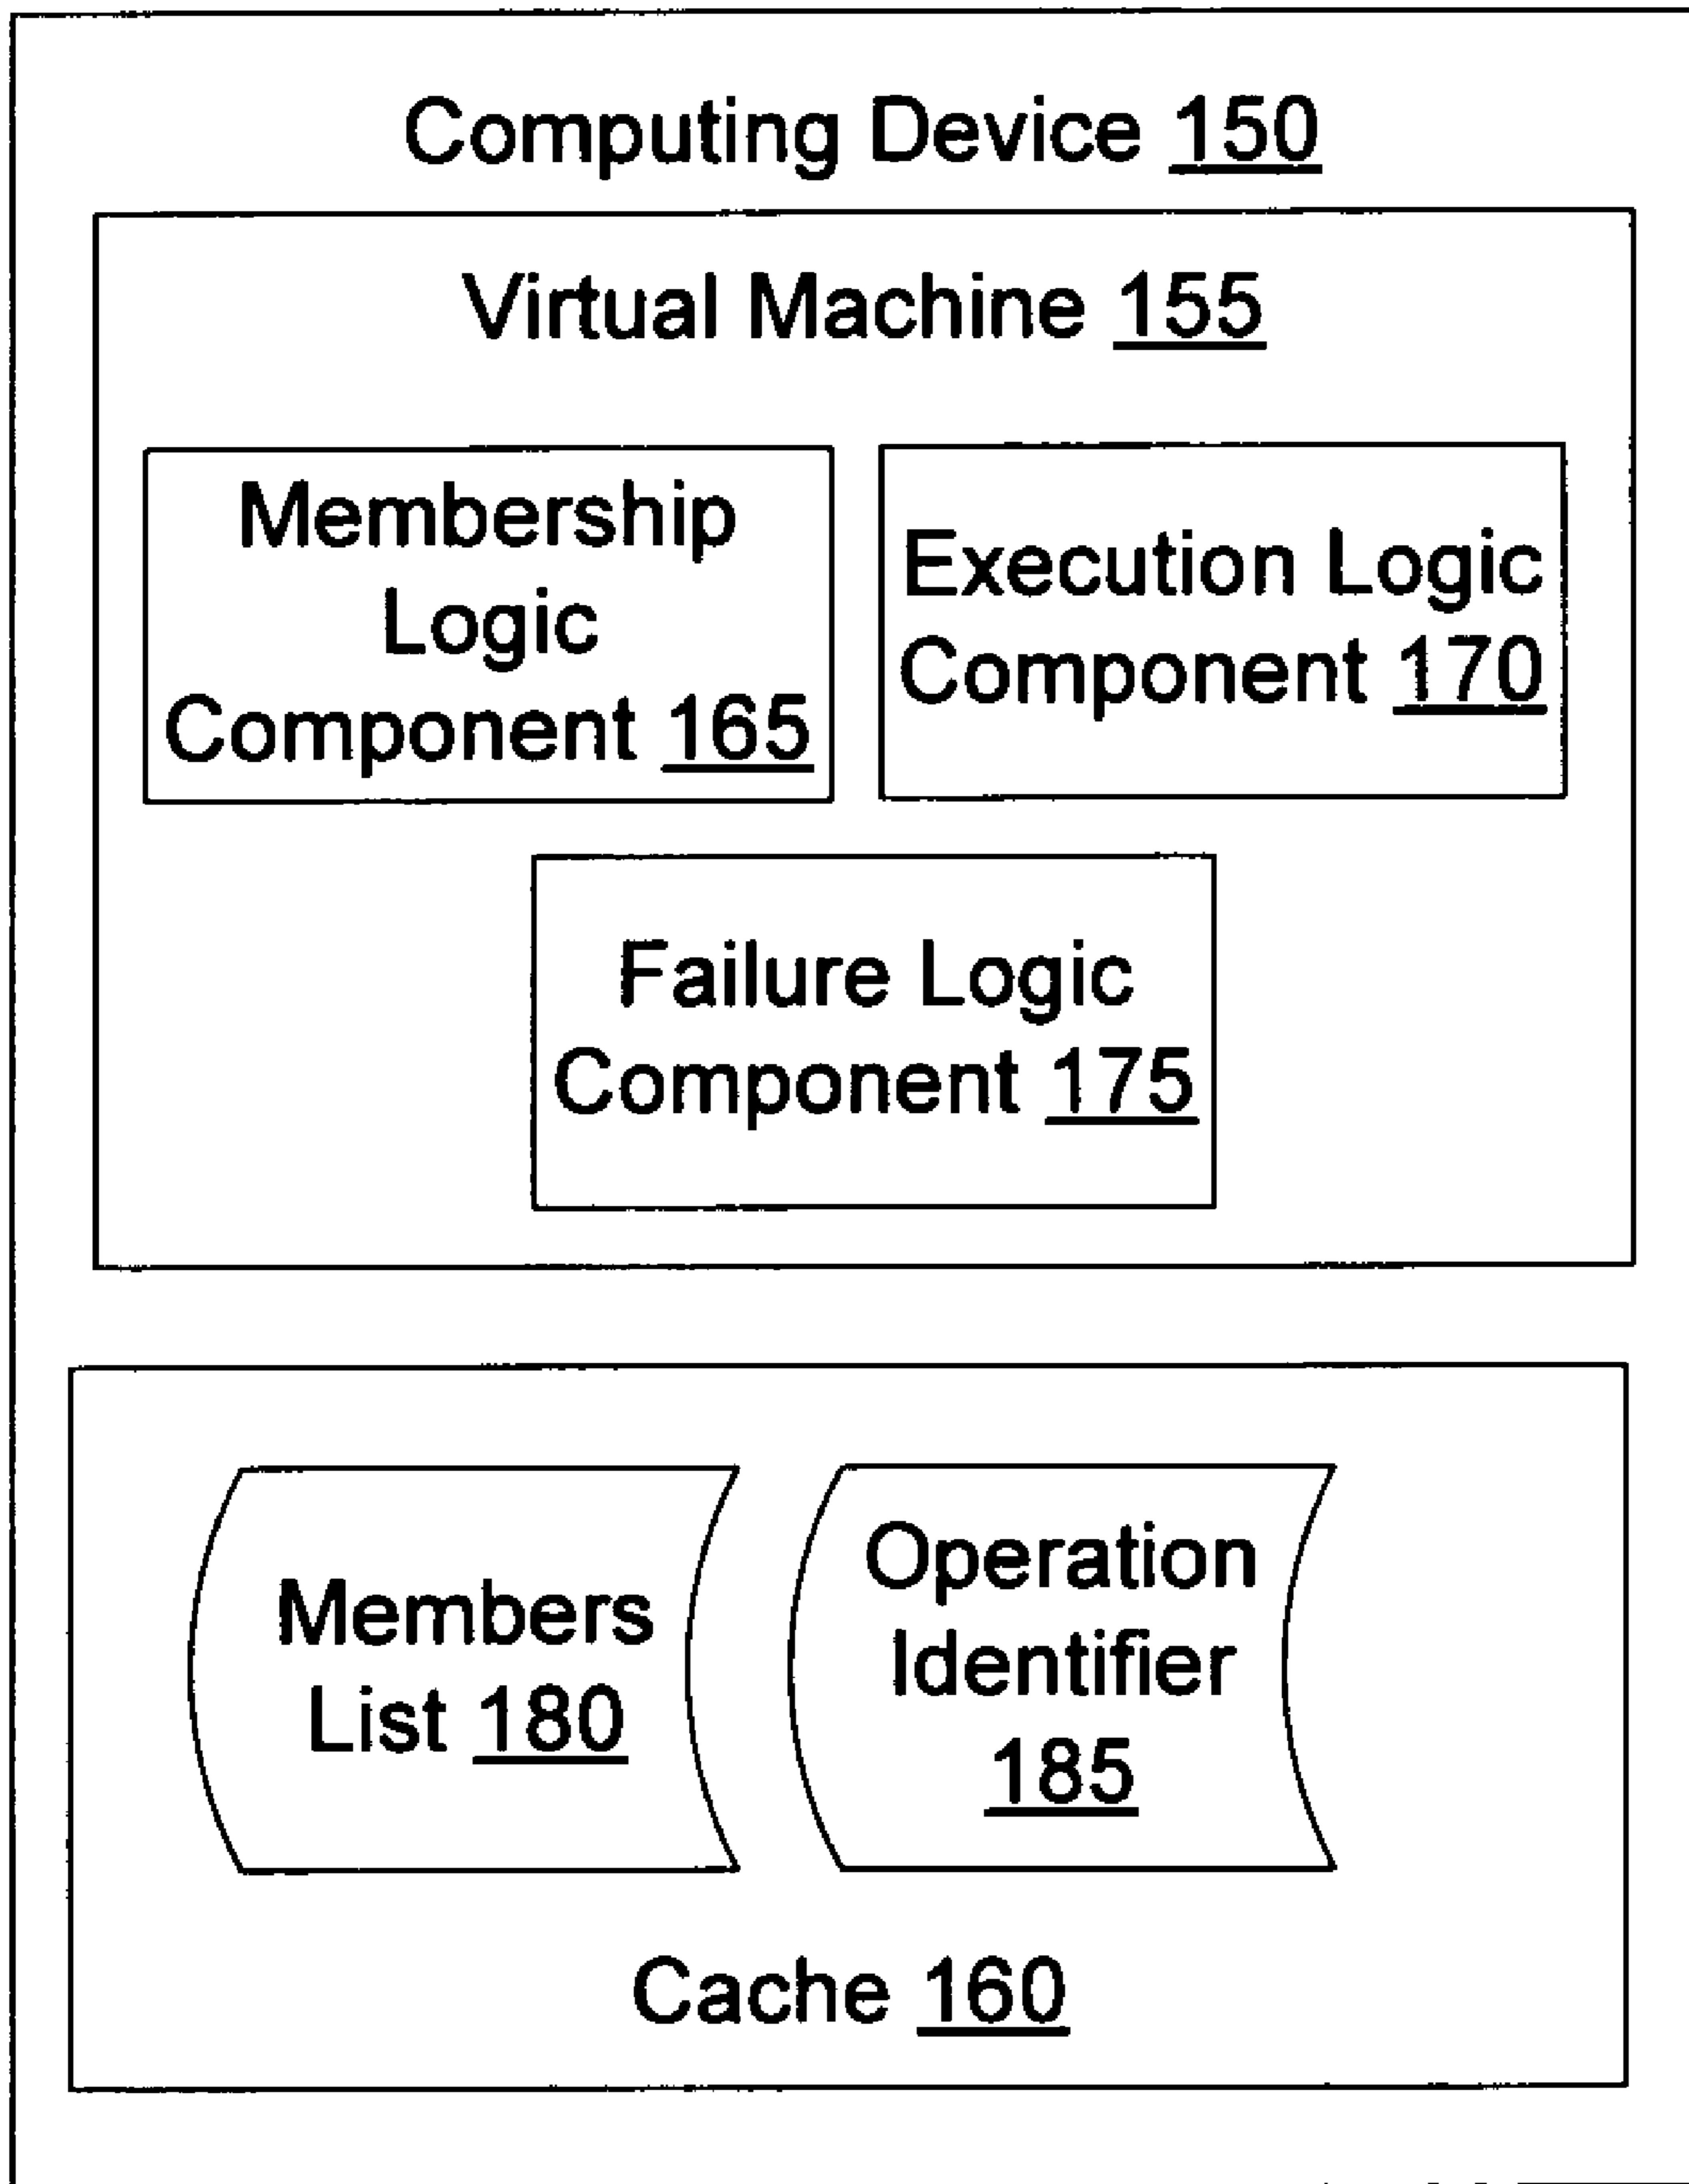 Computing Device 150
Virtual Machine 155
Membership
Logic
Component 165
Execution Logic
Component 170
Failure Logic
Component 175
Members
List 180
Operation
Identifier
185
Cache 160